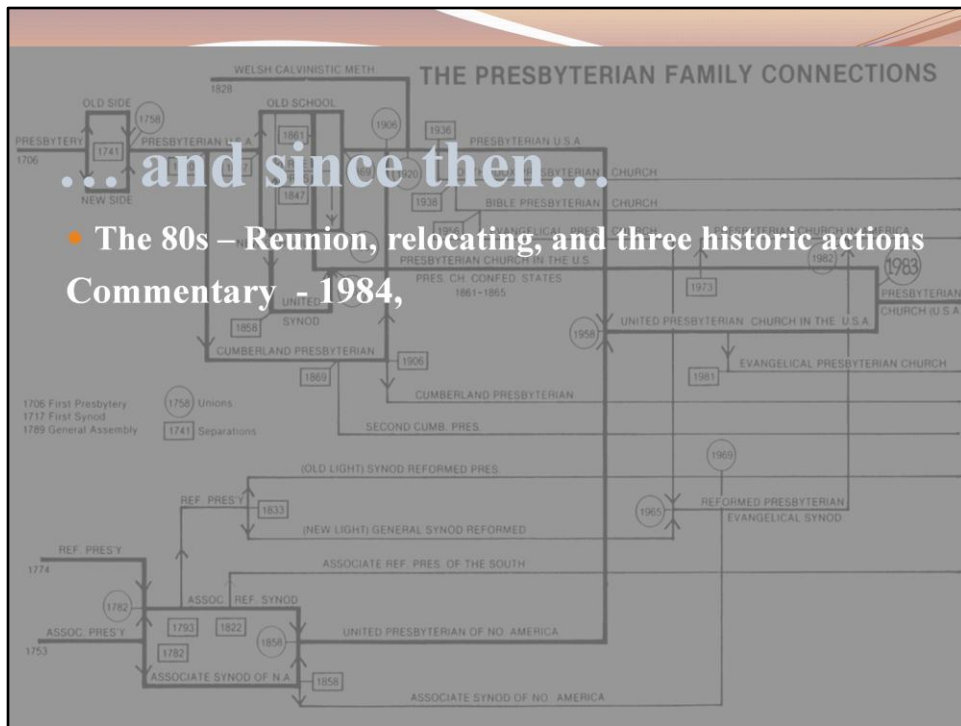 WELSH CALVINISTIC METH
THE PRESBYTERIAN FAMILY CONNECTIONS
1828
OLD SIDE
1758
OLD SCHOOL
1906
1936
1861
PRESBYTERY
1741
PRESBYTERIAN U.S.A.
PRESBYTERIAN U.S.A.
1706
… and since then…
1920
CHURCH
NEW SIDE
1847
1936
BIBLE PRESBYTERIAN CHURCH
1956
• The 80s – Reunion, relocating, and three historic actions
PRESBYTERIAN CHURCH IN THE U.S.
1982
1983
Commentary - 1984,
PRES. CH. CONFED. STATES
1861-1865
1973
PRESBYTERIAN
CHURCH (U.S.A.
UNITED
SYNOD
1858
1958
UNITED PRESBYTERIAN CHURCH IN THE U.S.A.
CUMBERLAND PRESBYTERIAN
1906
1869
1981
EVANGELICAL PRESBYTERIAN CHURCH
CUMBERLAND PRESBYTERIAN
1706 First Presbytery
1717 First Synod
1789 General Assembly
1758 Unions
1741 Separations
SECOND CUMB. PRES.
1969
(OLD LIGHT) SYNOD REFORMED PRES.
REF. PRES'Y
1833
1965
REFORMED PRESBYTERIAN
EVANGELICAL SYNOD
(NEW LIGHT) GENERAL SYNOD REFORMED
REF. PRES'Y
1774
ASSOCIATE REF. PRES. OF THE SOUTH
1782
ASSOC. REF. SYNOD
1793
1822
ASSOC. PRES'Y
1753
1782
1858
UNITED PRESBYTERIAN OF NO. AMERICA
ASSOCIATE SYNOD OF N.A.
1858
ASSOCIATE SYNOD OF NO. AMERICA